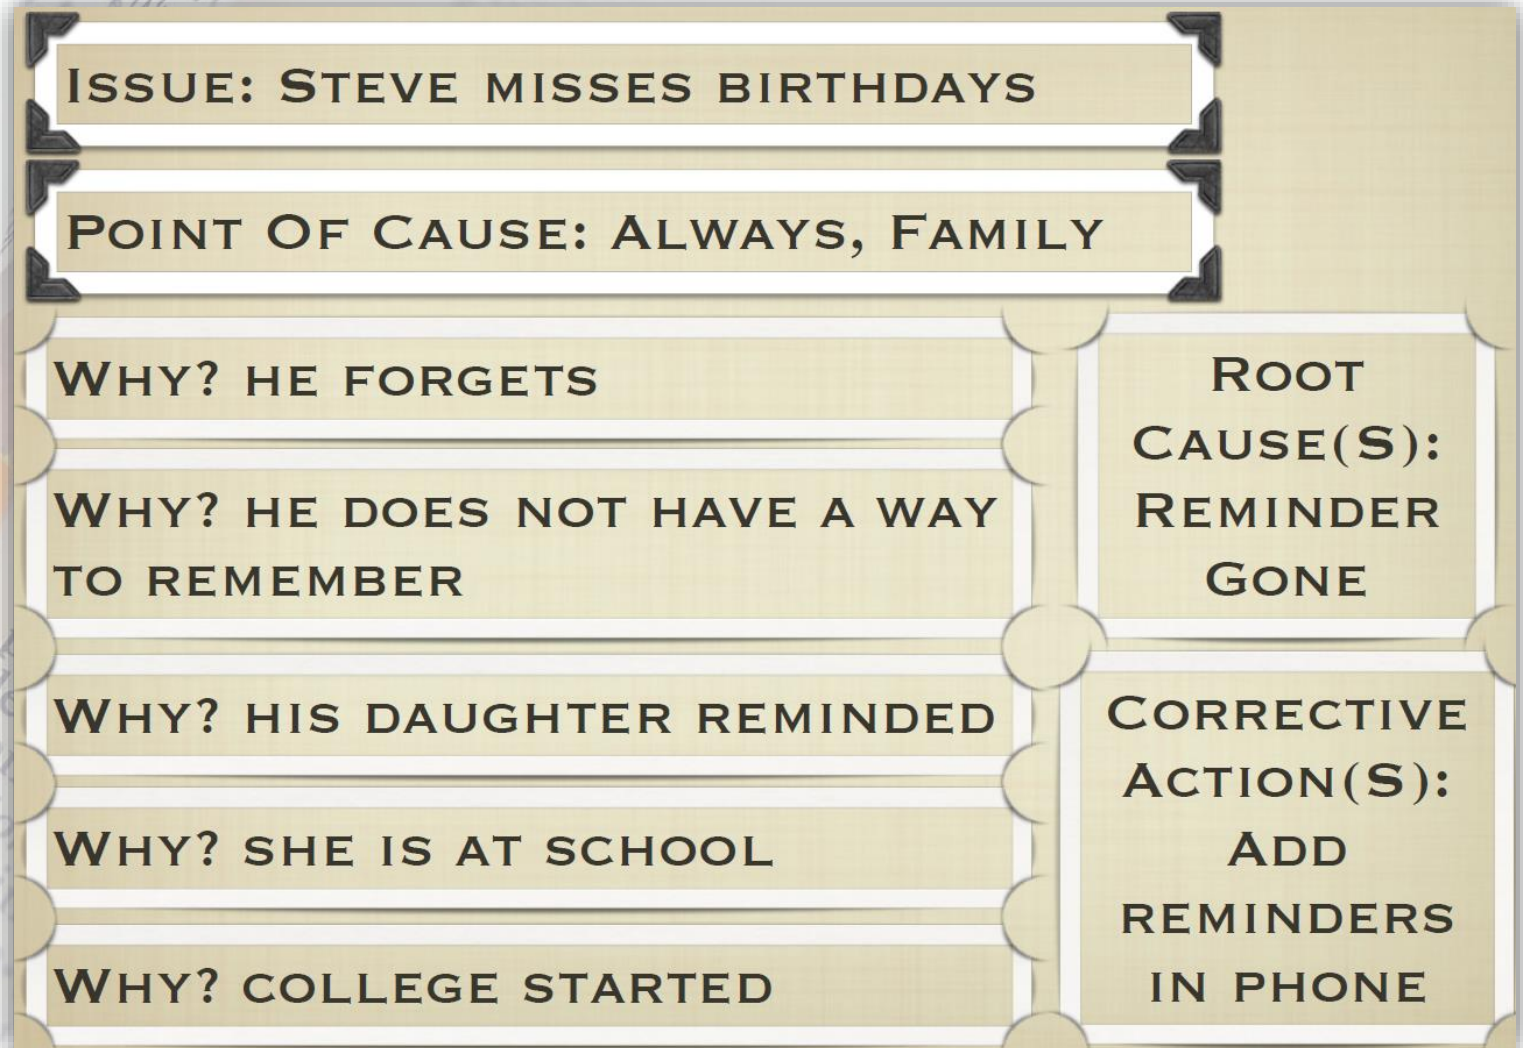 Issue: Steve misses birthdays
Point Of Cause: Always, Family
Why? he forgets
Why? he does not have a way
to remember
Why? his daughter reminded
Why? she is at school
Why? college started
Root
Cause(s):
Reminder
Gone
Corrective
Action(s):
Add
reminders
in phone